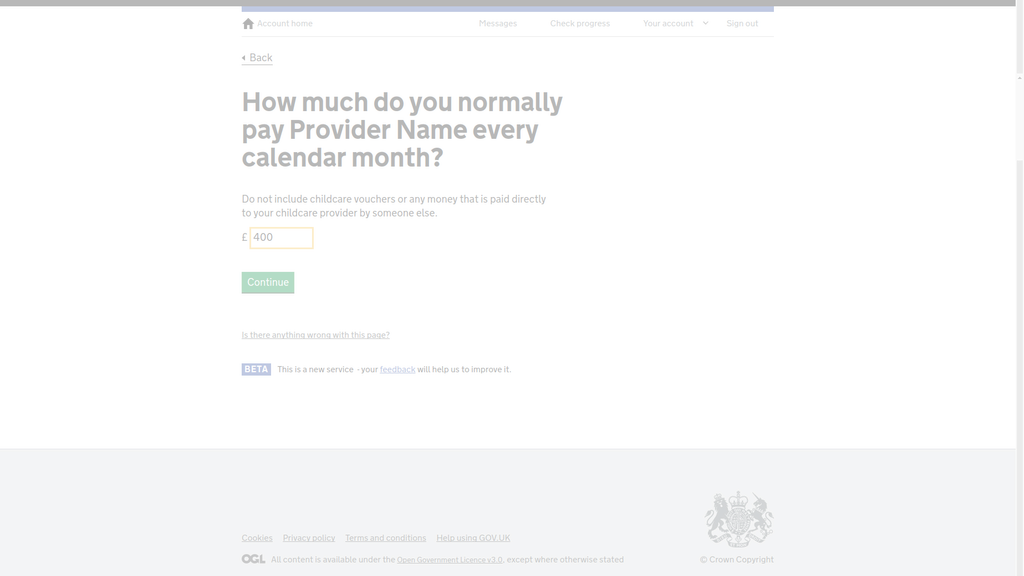 Account home Messages Check progress Your account Sign out
Back
How much do you normally
pay Provider Name every
calendar month?
Do not include childcare vouchers or any money that is paid directly
to your childcare provider by someone else.
£ 400
Continue
Is there anything wrong with this page?
BETA This is a new service - your feedback will help us to improve it.
Cookies Privacy policy Terms and conditions Help using GOV.UK
OGL All content is available under the Open Government Licence v3.0, except where otherwise stated
© Crown Copyright